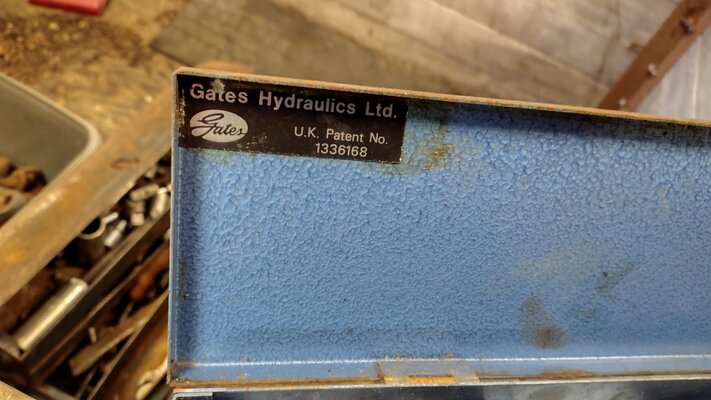 Gates Hydraulics Ltd.
Gates
U.K. Patent No.
1336168